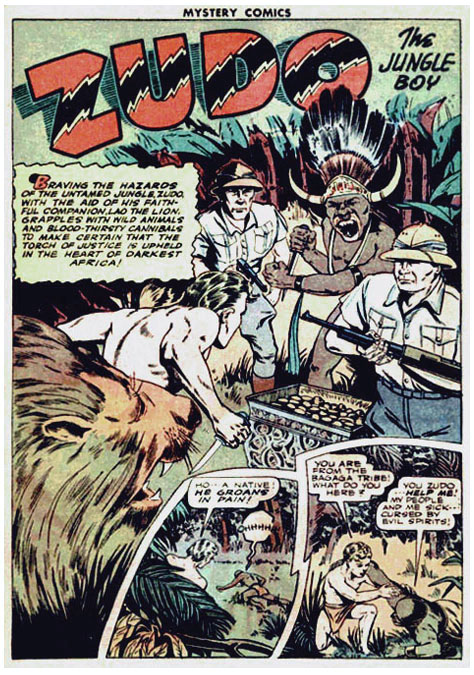 MYSTERY COMICS
ZUDO
The
JUNGLE
BOY
BRAVING THE HAZARDS
OF THE UNTAMED JUNGLE, ZUDO,
WITH THE AID OF HIS FAITH-
FUL COMPANION, LAO THE LION,
GRAPPLES WITH WILD ANIMALS
AND BLOOD-THIRSTY CANNIBALS
TO MAKE CERTAIN THAT THE
TORCH OF JUSTICE IS UPHELD
IN THE HEART OF DARKEST
AFRICA!
HO-- A NATIVE!
HE GROANS
IN PAIN!
OHHHH
YOU ARE
FROM THE
BAGAGA TRIBE!
WHAT DO YOU
HERE?
YOU ZUDO
...HELP ME!
MY PEOPLE
AND ME SICK--
CURSED BY
EVIL SPIRITS!